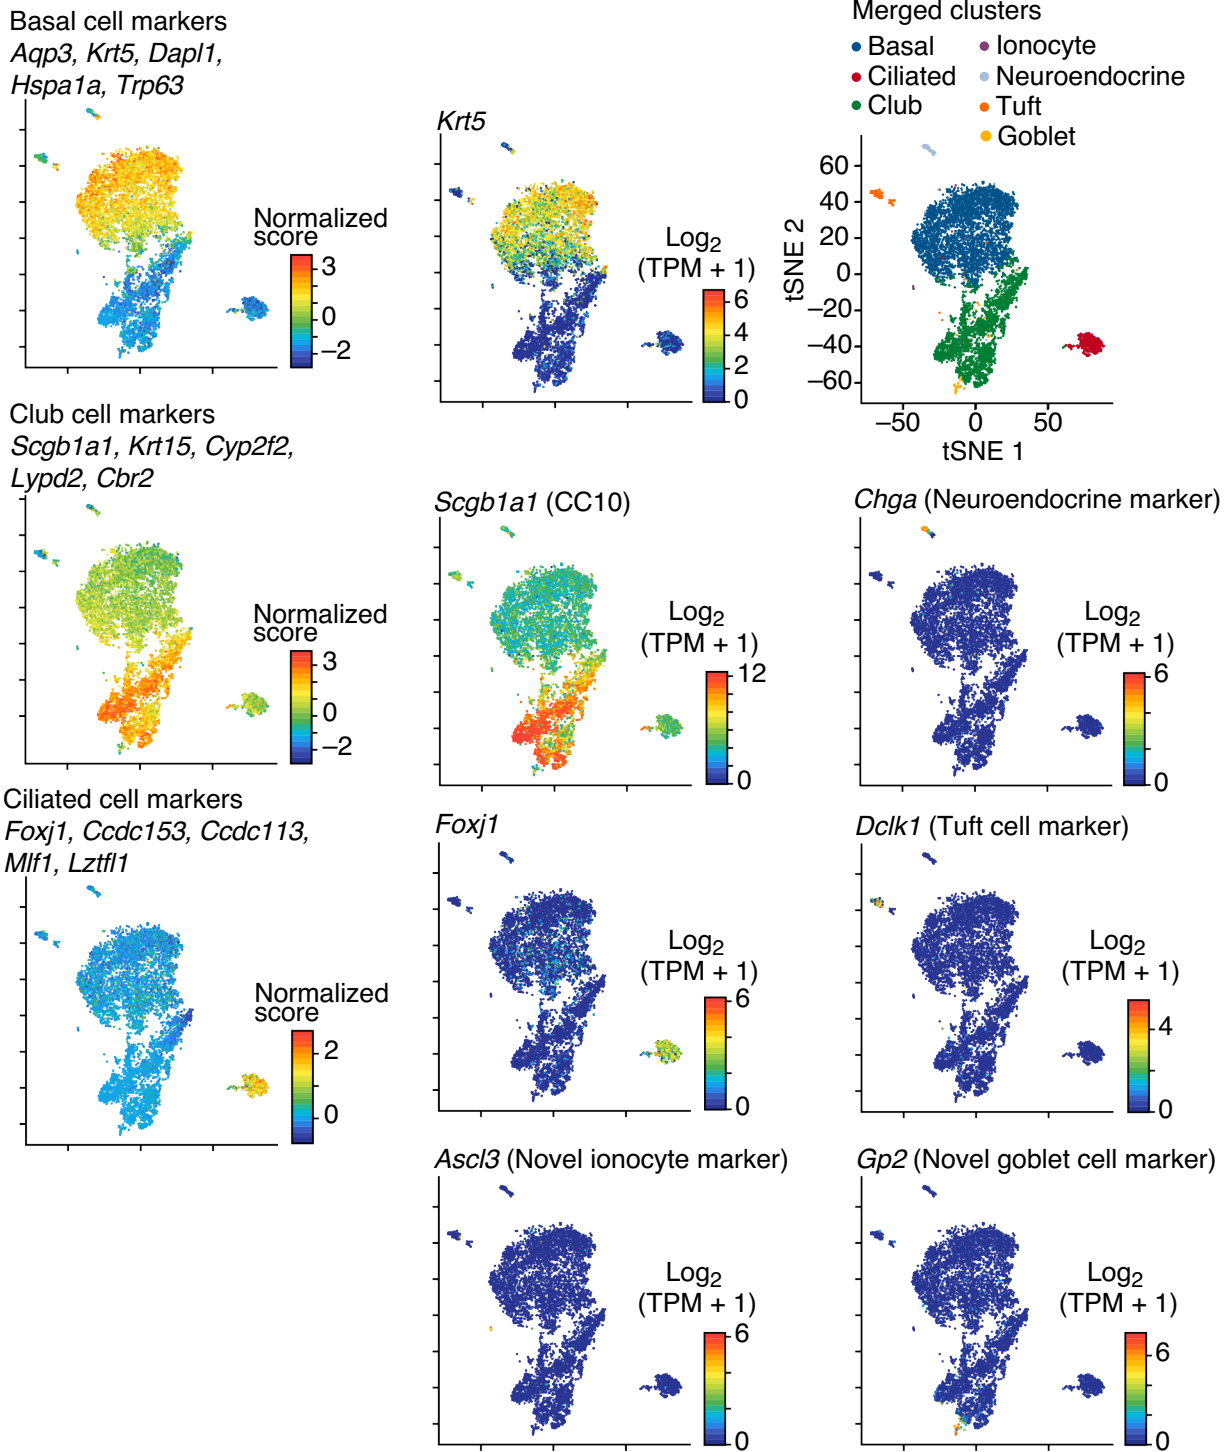 Basal cell markers
Aqp3, Krt5, Dapl1,
Hspa1a, Trp63
Normalized
score
3
0
−2
Krt5
Log2
(TPM + 1)
6
4
2
0
Merged clusters
Basal
Ciliated
Club
Ionocyte
Neuroendocrine
Tuft
Goblet
tSNE 2
60
40
20
0
−20
−40
−60
−50 0 50
tSNE 1
Club cell markers
Scgb1a1, Krt15, Cyp2f2,
Lypd2, Cbr2
Normalized
score
3
0
−2
Scgb1a1 (CC10)
Log2
(TPM + 1)
12
0
Chga (Neuroendocrine marker)
Log2
(TPM + 1)
6
0
Ciliated cell markers
Foxj1, Ccdc153, Ccdc113,
Mlf1, Lztfl1
Normalized
score
2
0
Foxj1
Log2
(TPM + 1)
6
0
Dclk1 (Tuft cell marker)
Log2
(TPM + 1)
4
0
Ascl3 (Novel ionocyte marker)
Log2
(TPM + 1)
6
0
Gp2 (Novel goblet cell marker)
Log2
(TPM + 1)
6
0